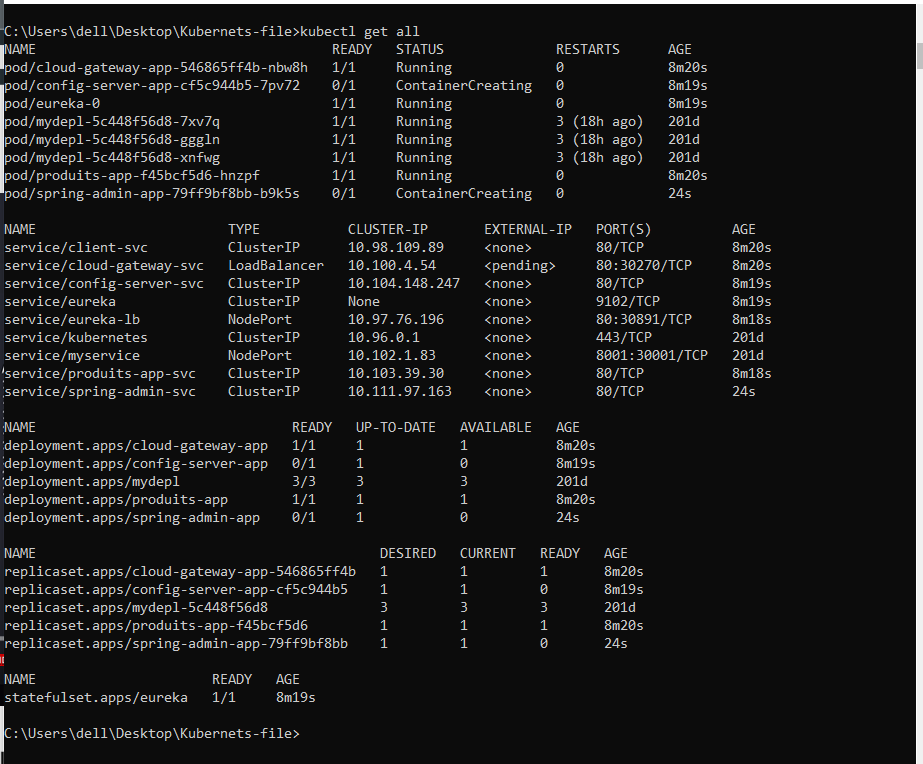 C:\Users\dell\Desktop\Kubernets-file>kubectl get all
NAME READY STATUS RESTARTS AGE
pod/cloud-gateway-app-546865ff4b-nbw8h 1/1 Running 0 8m20s
pod/config-server-app-cf5c944b5-7pv72 0/1 ContainerCreating 0 8m19s
pod/eureka-0 1/1 Running 0 8m19s
pod/mydepl-5c448f56d8-7xv7q 1/1 Running 3 (18h ago) 201d
pod/mydepl-5c448f56d8-gggln 1/1 Running 3 (18h ago) 201d
pod/mydepl-5c448f56d8-xnfwg 1/1 Running 3 (18h ago) 201d
pod/produits-app-f45bcf5d6-hnzpf 1/1 Running 0 8m20s
pod/spring-admin-app-79ff9bf8bb-b9k5s 0/1 ContainerCreating 0 24s
NAME TYPE CLUSTER-IP EXTERNAL-IP PORT(S) AGE
service/client-svc ClusterIP 10.98.109.89 <none> 80/TCP 8m20s
service/cloud-gateway-svc LoadBalancer 10.100.4.54 <pending> 80:30270/TCP 8m20s
service/config-server-svc ClusterIP 10.104.148.247 <none> 80/TCP 8m19s
service/eureka ClusterIP None <none> 9102/TCP 8m19s
service/eureka-lb NodePort 10.97.76.196 <none> 80:30891/TCP 8m18s
service/kubernetes ClusterIP 10.96.0.1 <none> 443/TCP 201d
service/myservice NodePort 10.102.1.83 <none> 8001:30001/TCP 201d
service/produits-app-svc ClusterIP 10.103.39.30 <none> 80/TCP 8m18s
service/spring-admin-svc ClusterIP 10.111.97.163 <none> 80/TCP 24s
NAME READY UP-TO-DATE AVAILABLE AGE
deployment.apps/cloud-gateway-app 1/1 1 1 8m20s
deployment.apps/config-server-app 0/1 1 0 8m19s
deployment.apps/mydepl 3/3 3 3 201d
deployment.apps/produits-app 1/1 1 1 8m20s
deployment.apps/spring-admin-app 0/1 1 0 24s
NAME DESIRED CURRENT READY AGE
replicaset.apps/cloud-gateway-app-546865ff4b 1 1 1 8m20s
replicaset.apps/config-server-app-cf5c944b5 1 1 0 8m19s
replicaset.apps/mydepl-5c448f56d8 3 3 3 201d
replicaset.apps/produits-app-f45bcf5d6 1 1 1 8m20s
replicaset.apps/spring-admin-app-79ff9bf8bb 1 1 0 24s
NAME READY AGE
statefulset.apps/eureka 1/1 8m19s
C:\Users\dell\Desktop\Kubernets-file>